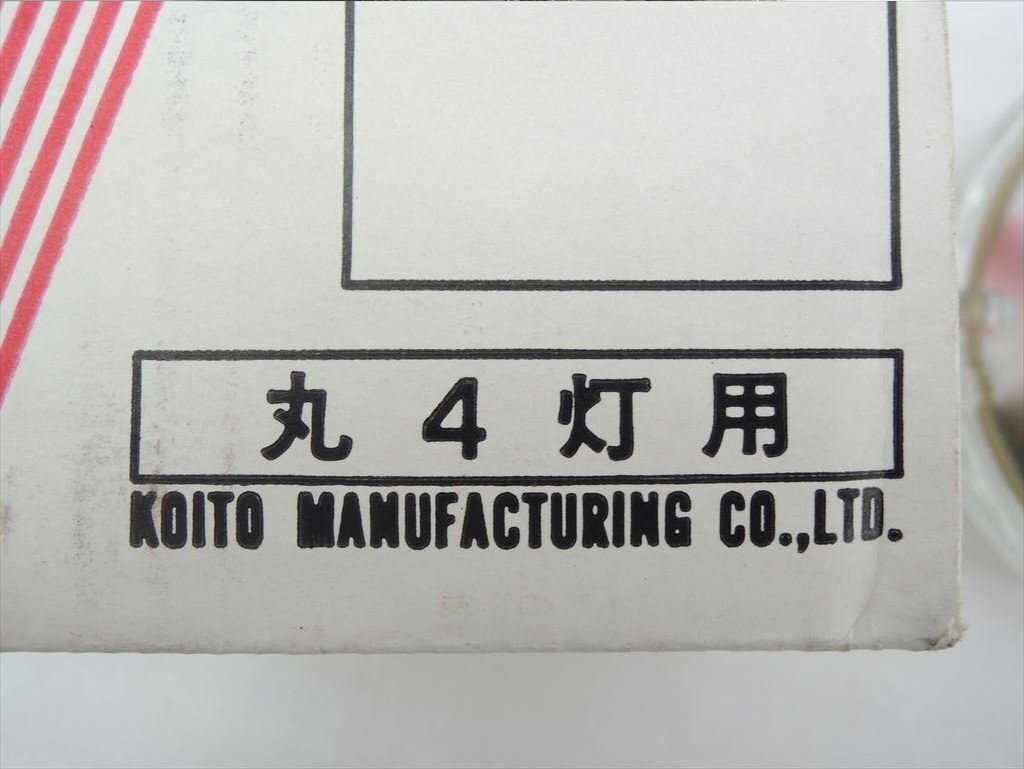 丸4灯用
KOITO MANUFACTURING CO.,LTD.